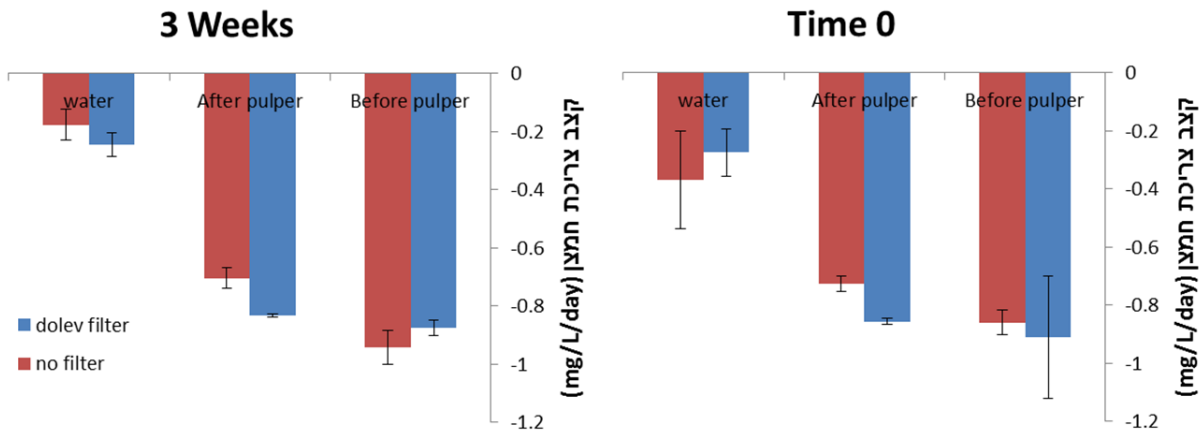 3 Weeks
0
-0.2
-0.4
-0.6
-0.8
-1
-1.2
water
After pulper
Before pulper
קצב צריכת חמצן (mg/L/day)
dolev filter
no filter
Time 0
0
-0.2
-0.4
-0.6
-0.8
-1
-1.2
water
After pulper
Before pulper
קצב צריכת חמצן (mg/L/day)